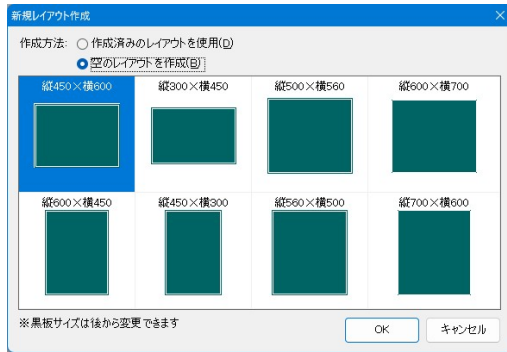 新規レイアウト作成
作成方法: 作成済みのレイアウトを使用(D)
空のレイアウトを作成(B)
縦450×横600 縦300×横450 縦500×横560 縦600×横700
縦600×横450 縦450×横300 縦560×横500 縦700×横600
※黒板サイズは後から変更できます
OK キャンセル